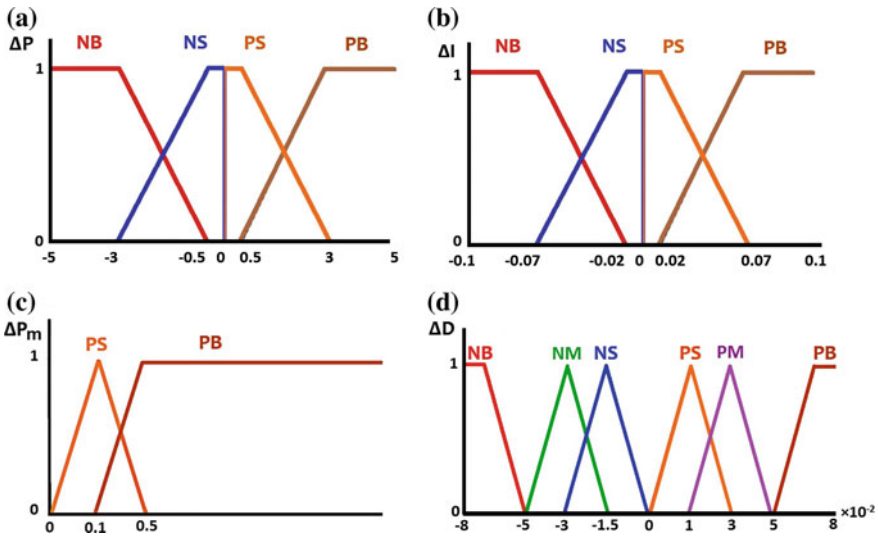 (a)
ΔP
NB NS PS PB
1
0
-5 -3 -0.5 0 0.5 3 5
(b)
ΔI
NB NS PS PB
1
0
-0.1 -0.07 -0.02 0 0.02 0.07 0.1
(c)
ΔPm
PS PB
1
0
0 0.1 0.5
(d)
ΔD
NB NM NS PS PM PB
1
0
-8 -5 -3 -1.5 0 1 3 5 8 ×10-2